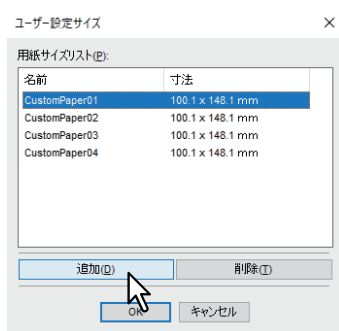 ユーザー設定サイズ
用紙サイズリスト(P):
名前 寸法
CustomPaper01 100.1 x 148.1 mm
CustomPaper02 100.1 x 148.1 mm
CustomPaper03 100.1 x 148.1 mm
CustomPaper04 100.1 x 148.1 mm
追加(D) 削除(T)
OK キャンセル